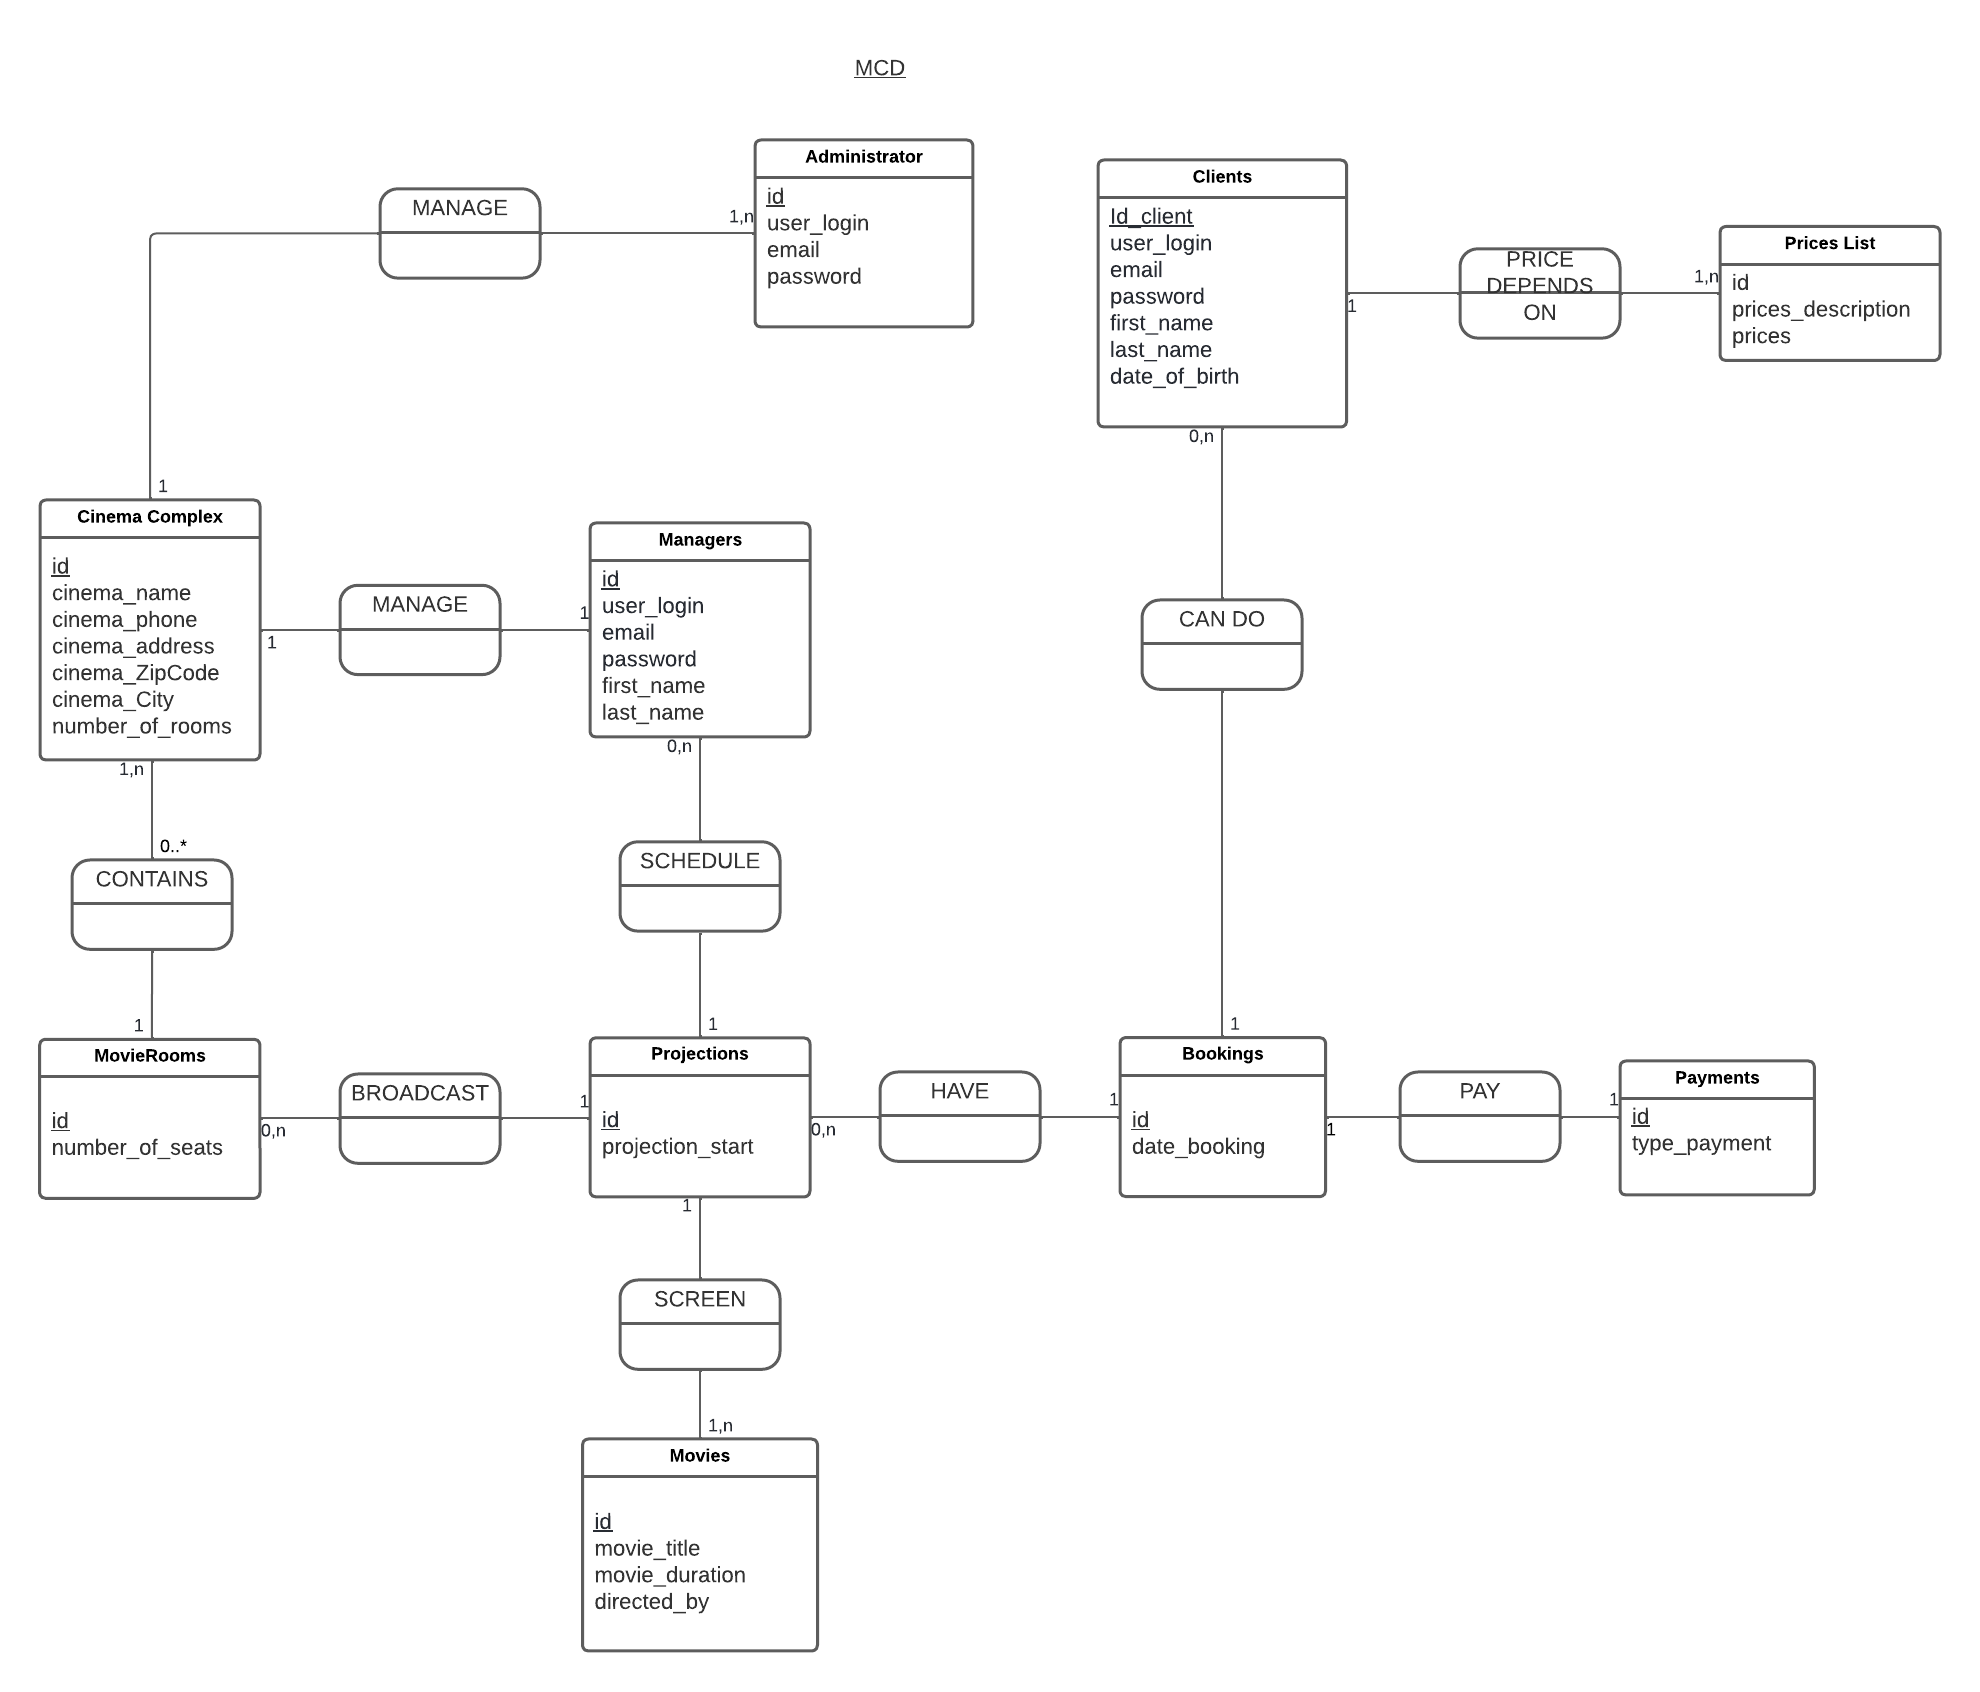 MCD
Administrator
id
user_login
email
password
MANAGE
1,n
1
Clients
Id_client
user_login
email
password
first_name
last_name
date_of_birth
PRICE
DEPENDS
ON
1
1,n
Prices List
id
prices_description
prices
0,n
Cinema Complex
id
cinema_name
cinema_phone
cinema_address
cinema_ZipCode
cinema_City
number_of_rooms
MANAGE
1
1
Managers
id
user_login
email
password
first_name
last_name
CAN DO
1,n
0..*
CONTAINS
1
0,n
SCHEDULE
1
1
MovieRooms
id
number_of_seats
BROADCAST
0,n
1
Projections
id
projection_start
HAVE
0,n
1
Bookings
id
date_booking
PAY
1
1
Payments
id
type_payment
1
SCREEN
1,n
Movies
id
movie_title
movie_duration
directed_by